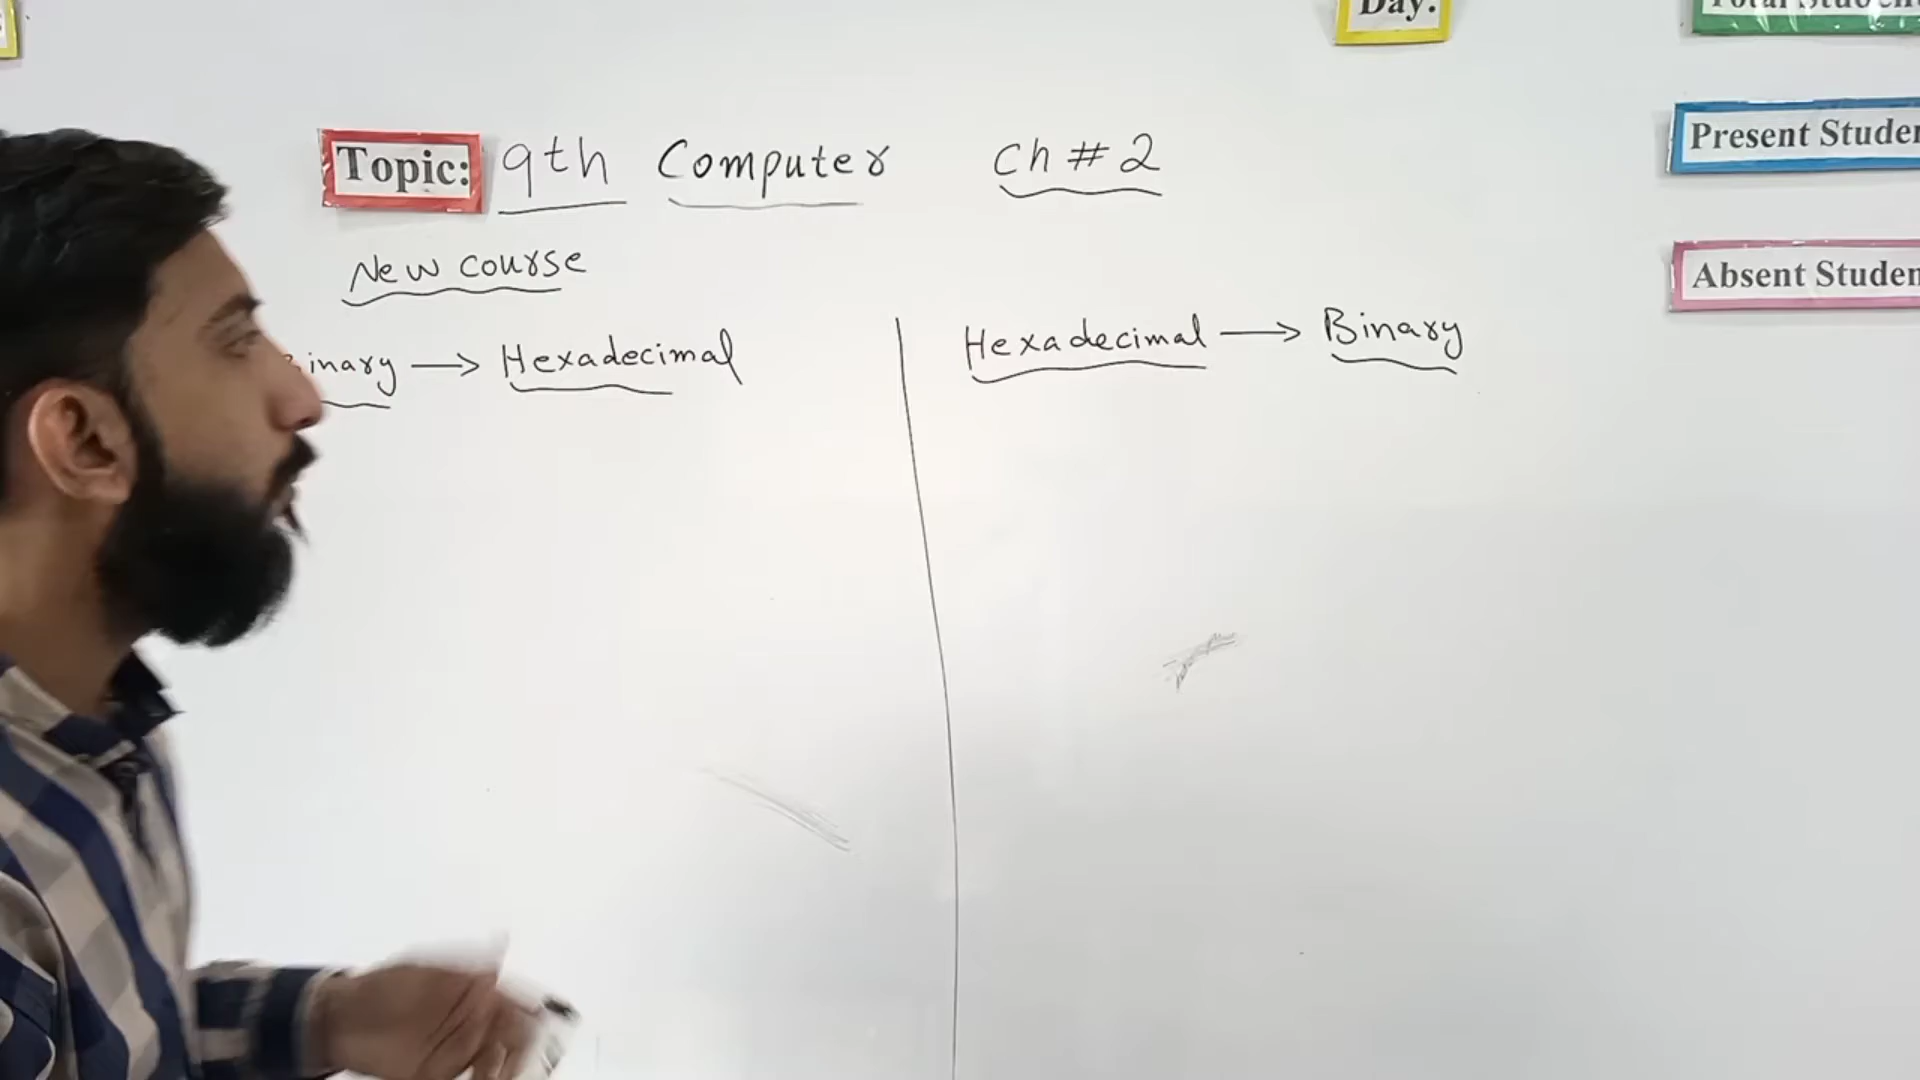 Day:
Topic: 9th Computer Ch # 2
Present Studen
Absent Studen
New course
inary → Hexadecimal
Hexadecimal → Binary